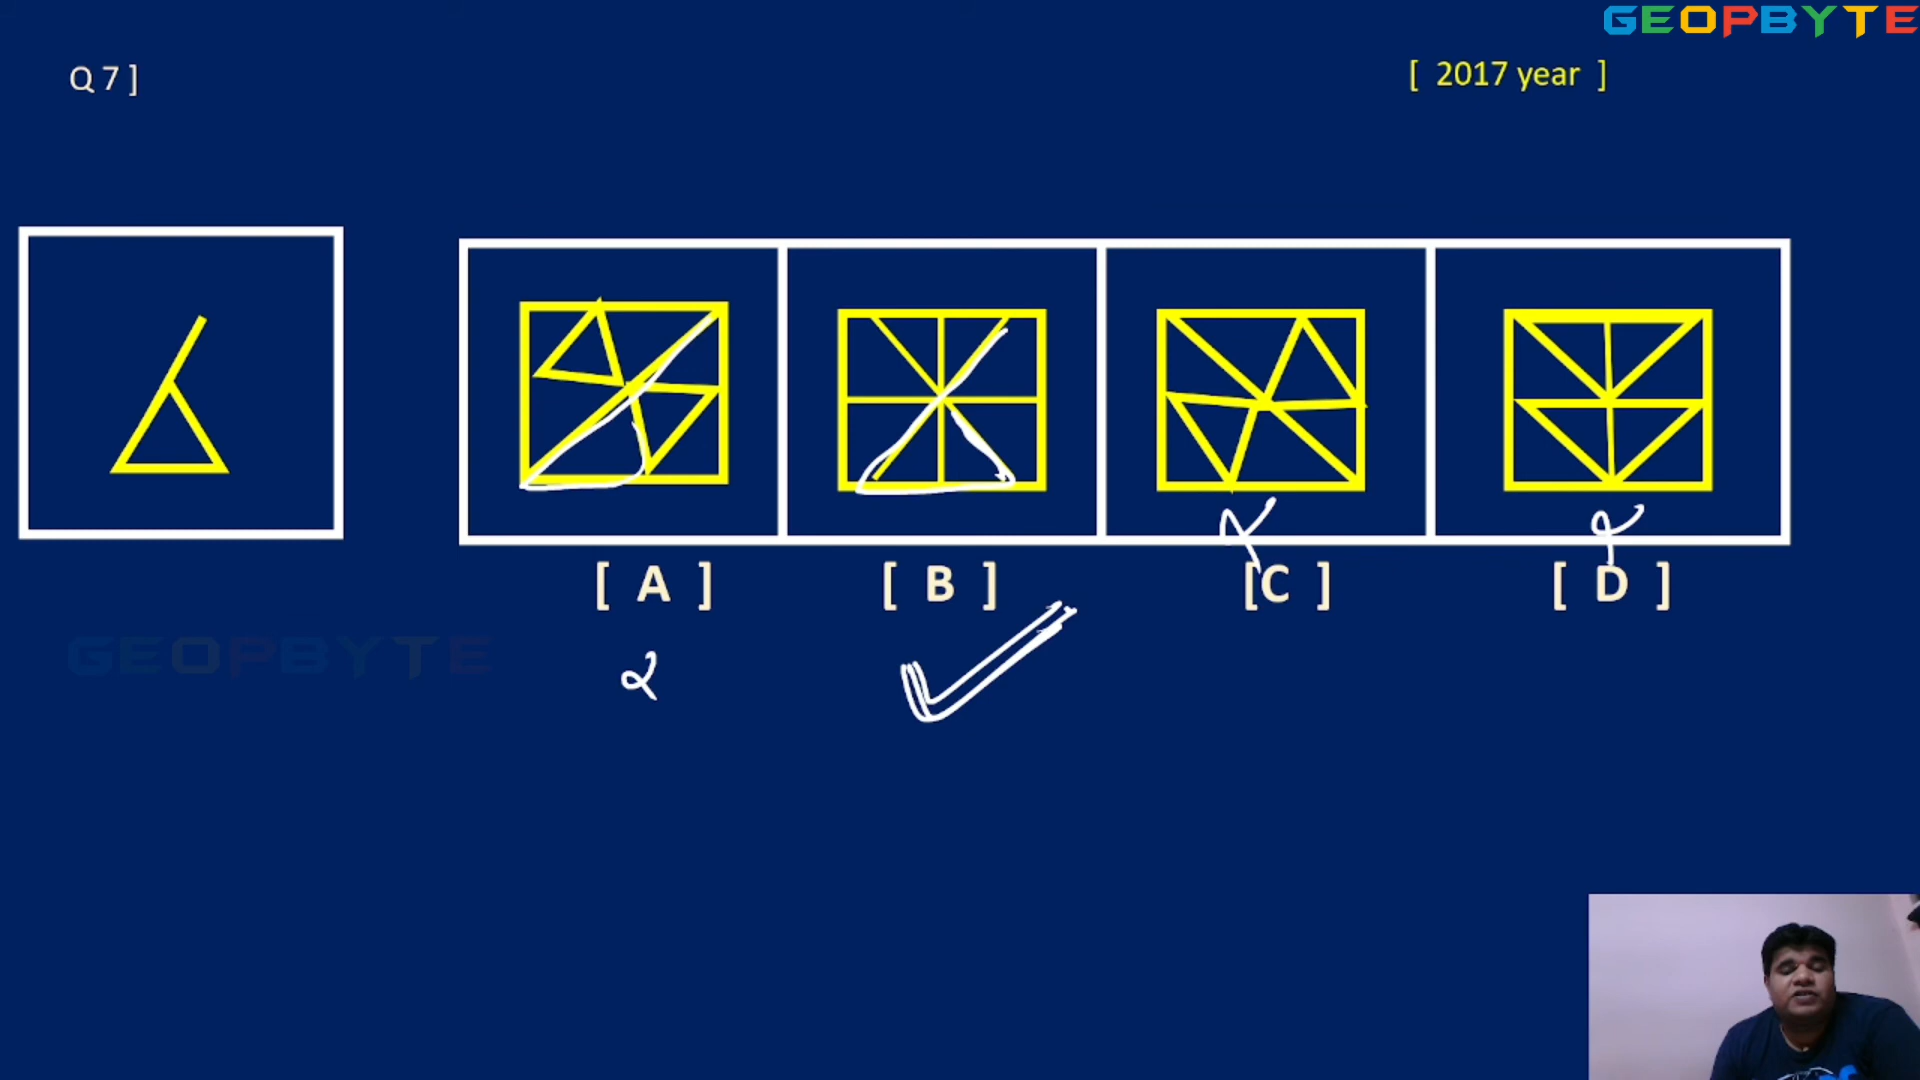 GEOPBYTE
Q 7 ]
[ 2017 year ]
[ A ]
[ B ]
[C ]
[ D ]
GEOPBYTE